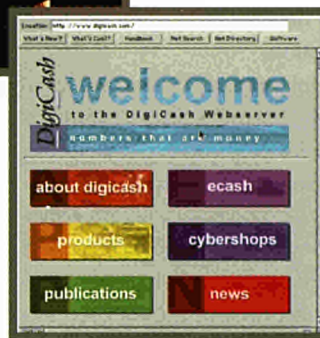 Location: http://www.digicash.com/
What's New? What's Cool? Handbook Net Search Net Directory Software
DigiCash
welcome
to the DigiCash Webserver
numbers that are money
about digicash
ecash
products
cybershops
publications
news